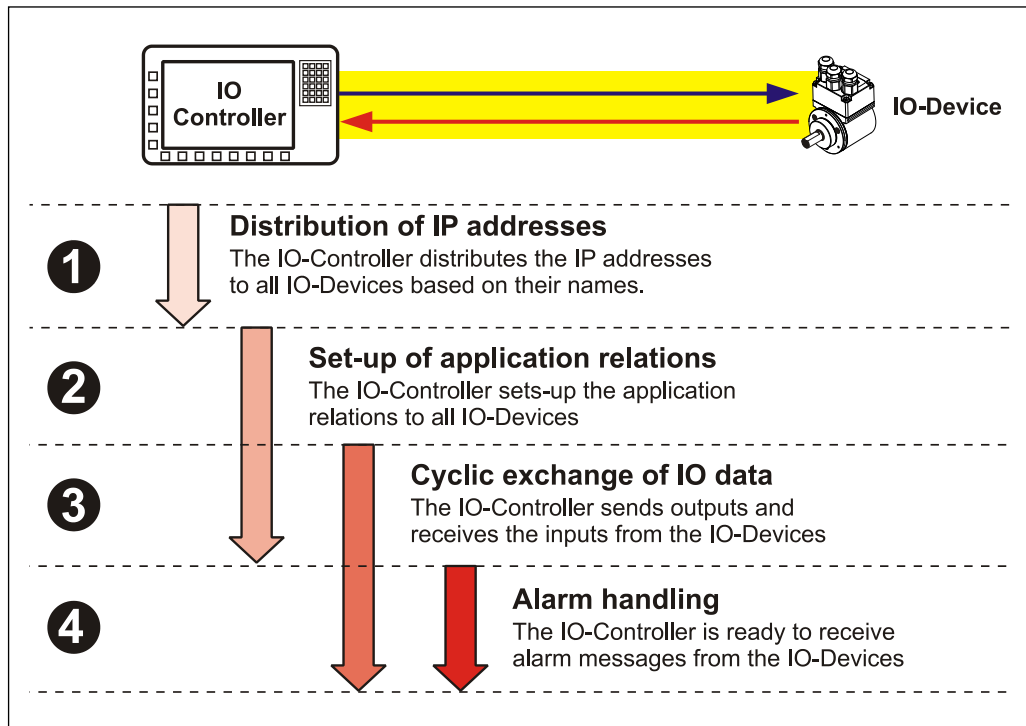 IO
Controller
IO-Device
1
Distribution of IP addresses
The IO-Controller distributes the IP addresses
to all IO-Devices based on their names.
2
Set-up of application relations
The IO-Controller sets-up the application
relations to all IO-Devices
3
Cyclic exchange of IO data
The IO-Controller sends outputs and
receives the inputs from the IO-Devices
4
Alarm handling
The IO-Controller is ready to receive
alarm messages from the IO-Devices